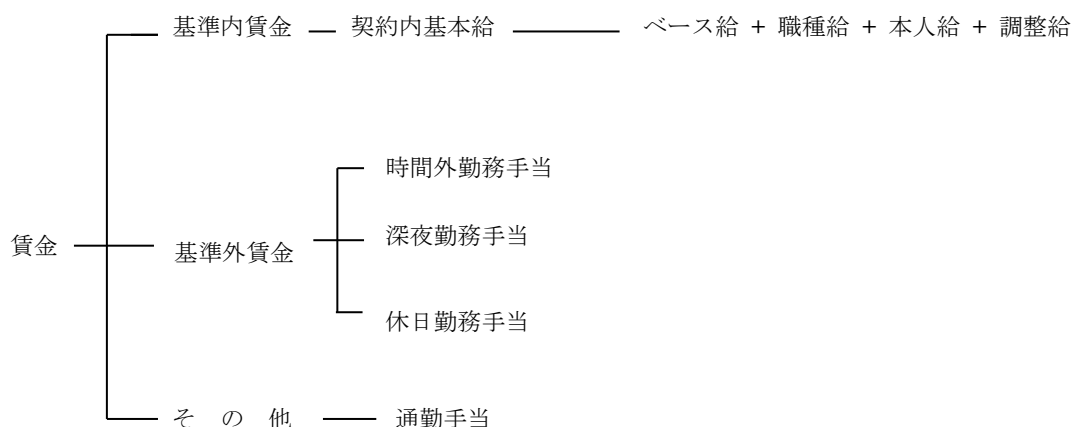 基準内賃金 契約内基本給 ベース給 + 職種給 + 本人給 + 調整給
時間外勤務手当
深夜勤務手当
賃金 基準外賃金
休日勤務手当
そ の 他 通勤手当